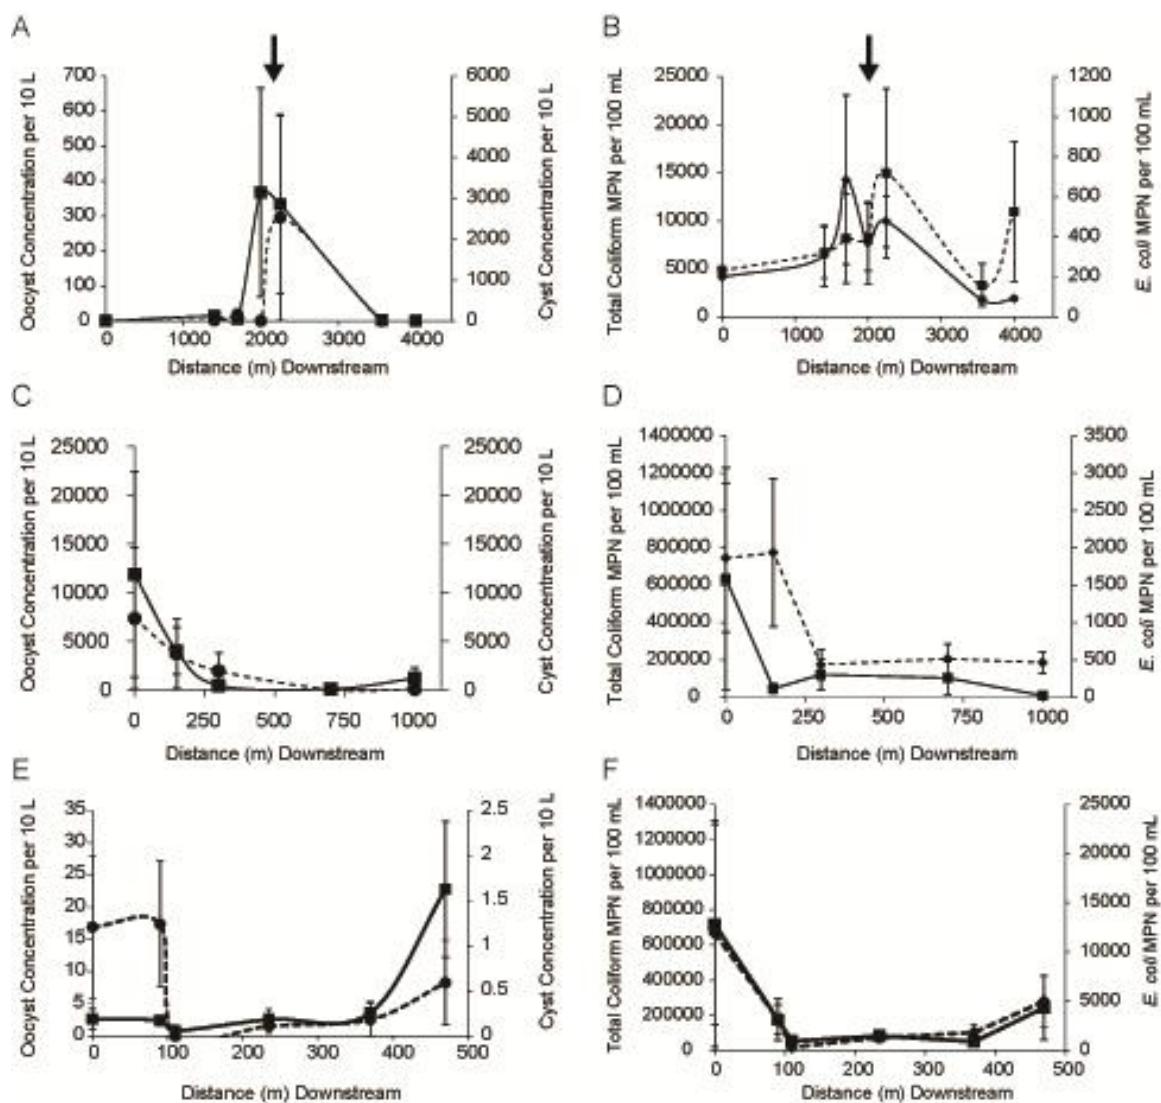 A
Oocyst Concentration per 10 L
700
600
500
400
300
200
100
0
6000
5000
4000
3000
2000
1000
0
Cyst Concentration per 10 L
0 1000 2000 3000 4000
Distance (m) Downstream
B
Total Coliform MPN per 100 mL
25000
20000
15000
10000
5000
0
1200
1000
800
600
400
200
0
E. coli MPN per 100 mL
0 1000 2000 3000 4000
Distance (m) Downstream
C
Oocyst Concentration per 10 L
25000
20000
15000
10000
5000
0
25000
20000
15000
10000
5000
0
Cyst Concentreation per 10 L
0 250 500 750 1000
Distance (m) Downstream
D
Total Coliform MPN per 100 mL
1400000
1200000
1000000
800000
600000
400000
200000
0
3500
3000
2500
2000
1500
1000
500
0
E. coli MPN per 100 mL
0 250 500 750 1000
Distance (m) Downstream
E
Oocyst Concentration per 10 L
35
30
25
20
15
10
5
0
2.5
2
1.5
1
0.5
0
Cyst Concentration per 10 L
0 100 200 300 400 500
Distance (m) Downstream
F
Total Coliform MPN per 100 mL
1400000
1200000
1000000
800000
600000
400000
200000
0
25000
20000
15000
10000
5000
0
E. coli MPN per 100 mL
0 100 200 300 400 500
Distance (m) Downstream